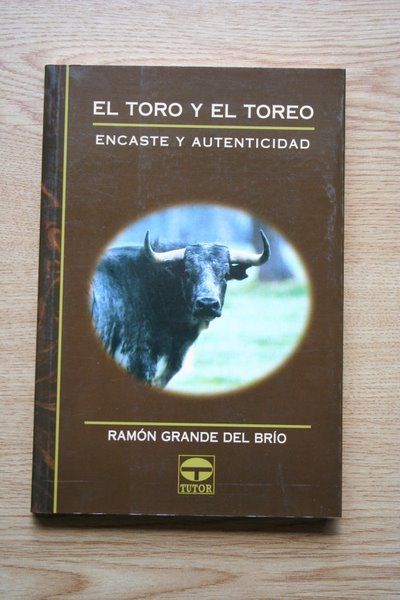 EL TORO Y EL TOREO
ENCASTE Y AUTENTICIDAD
RAMÓN GRANDE DEL BRÍO
TUTOR